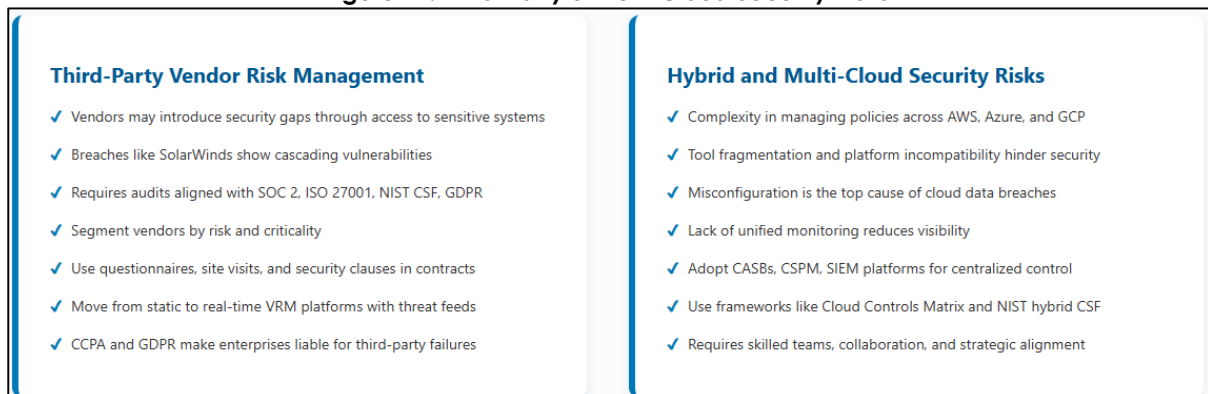 Third-Party Vendor Risk Management
✓ Vendors may introduce security gaps through access to sensitive systems
✓ Breaches like SolarWinds show cascading vulnerabilities
✓ Requires audits aligned with SOC 2, ISO 27001, NIST CSF, GDPR
✓ Segment vendors by risk and criticality
✓ Use questionnaires, site visits, and security clauses in contracts
✓ Move from static to real-time VRM platforms with threat feeds
✓ CCPA and GDPR make enterprises liable for third-party failures
Hybrid and Multi-Cloud Security Risks
✓ Complexity in managing policies across AWS, Azure, and GCP
✓ Tool fragmentation and platform incompatibility hinder security
✓ Misconfiguration is the top cause of cloud data breaches
✓ Lack of unified monitoring reduces visibility
✓ Adopt CASBs, CSPM, SIEM platforms for centralized control
✓ Use frameworks like Cloud Controls Matrix and NIST hybrid CSF
✓ Requires skilled teams, collaboration, and strategic alignment